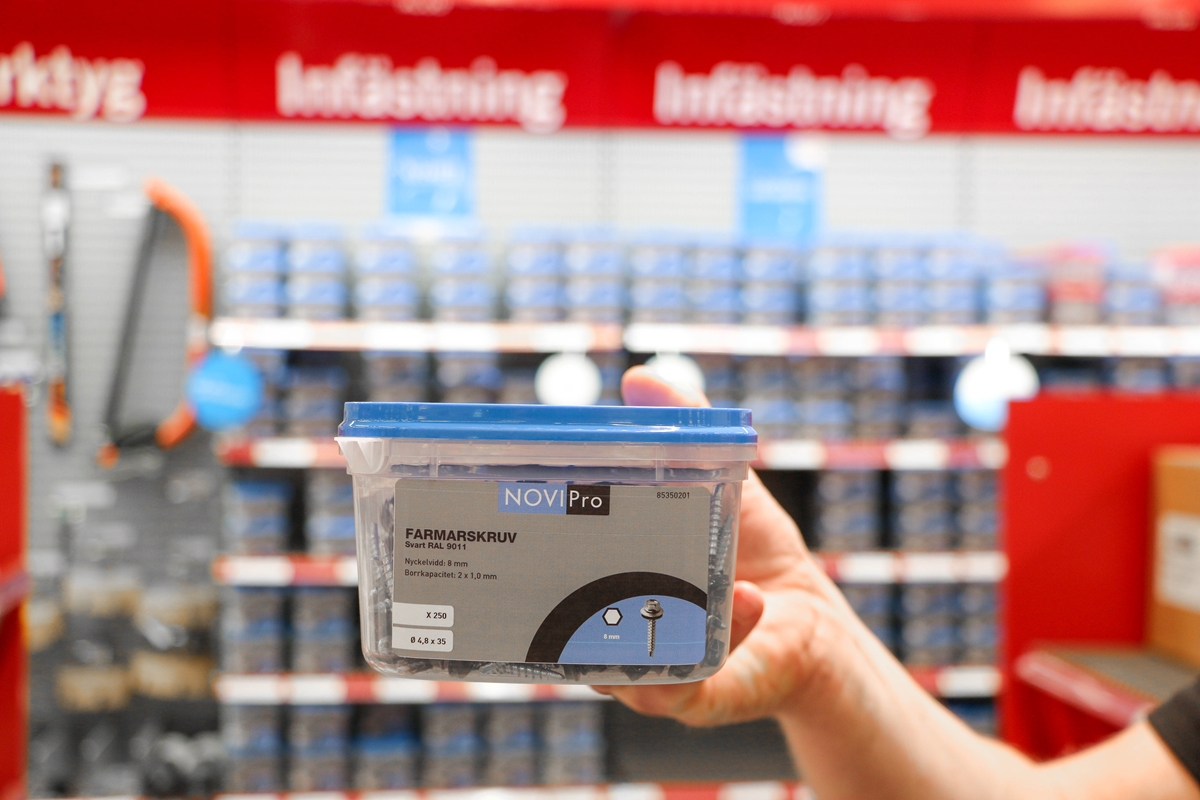 rktyg
Infästning
Infästning
Infästn
NOVIPro
85350201
FARMARSKRUV
Svart RAL 9011
Nyckelvidd: 8 mm
Borrkapacitet: 2 x 1,0 mm
X 250
Ø 4,8 x 35
8 mm